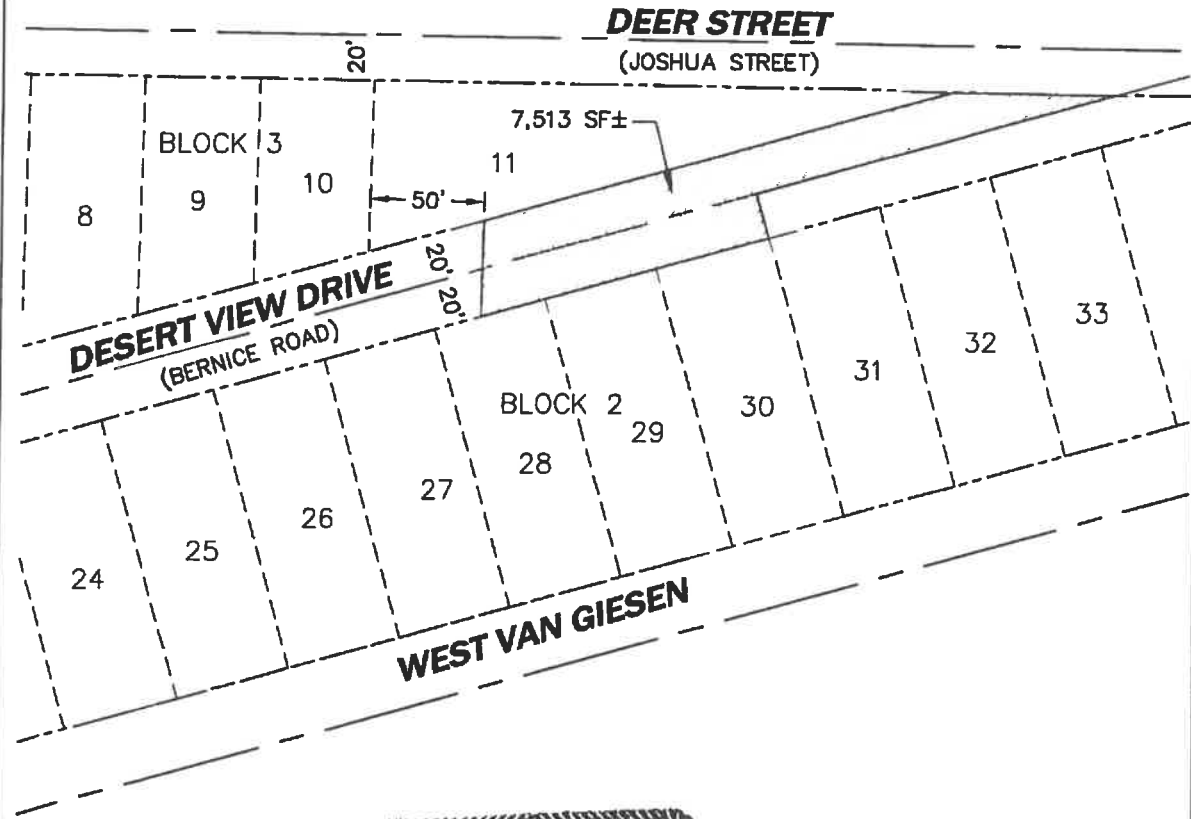 DEER STREET
(JOSHUA STREET)
20'
7,513 SF±
BLOCK 3
8
9
10
11
50'
20'
20'
DESERT VIEW DRIVE
(BERNICE ROAD)
BLOCK 2
24
25
26
27
28
29
30
31
32
33
WEST VAN GIESEN